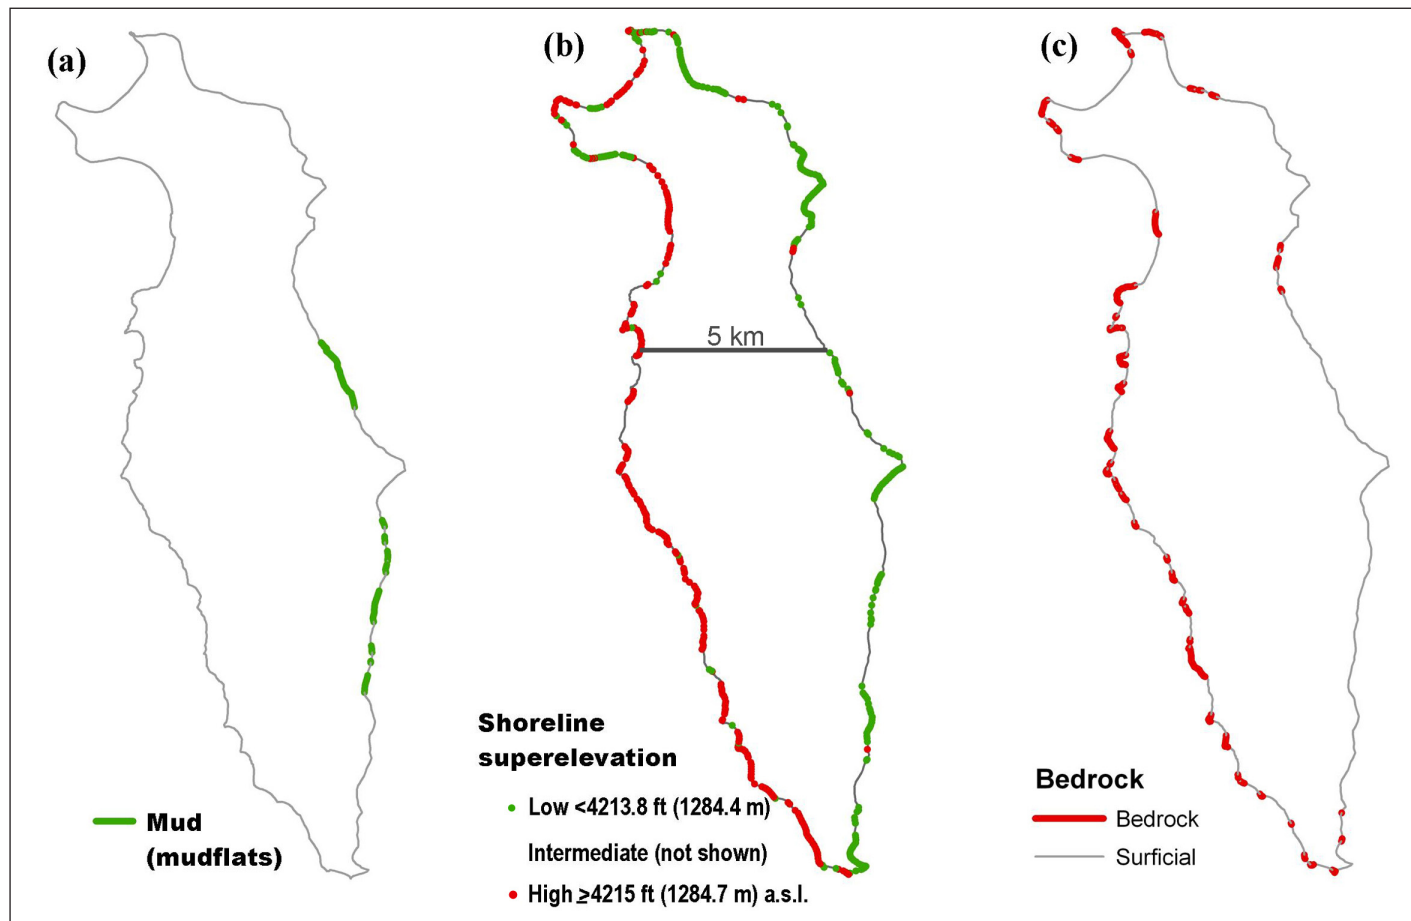 (a)
(b)
(c)
5 km
Mud
(mudflats)
Shoreline
superelevation
Low <4213.8 ft (1284.4 m)
Intermediate (not shown)
High ≥4215 ft (1284.7 m) a.s.l.
Bedrock
Bedrock
Surficial